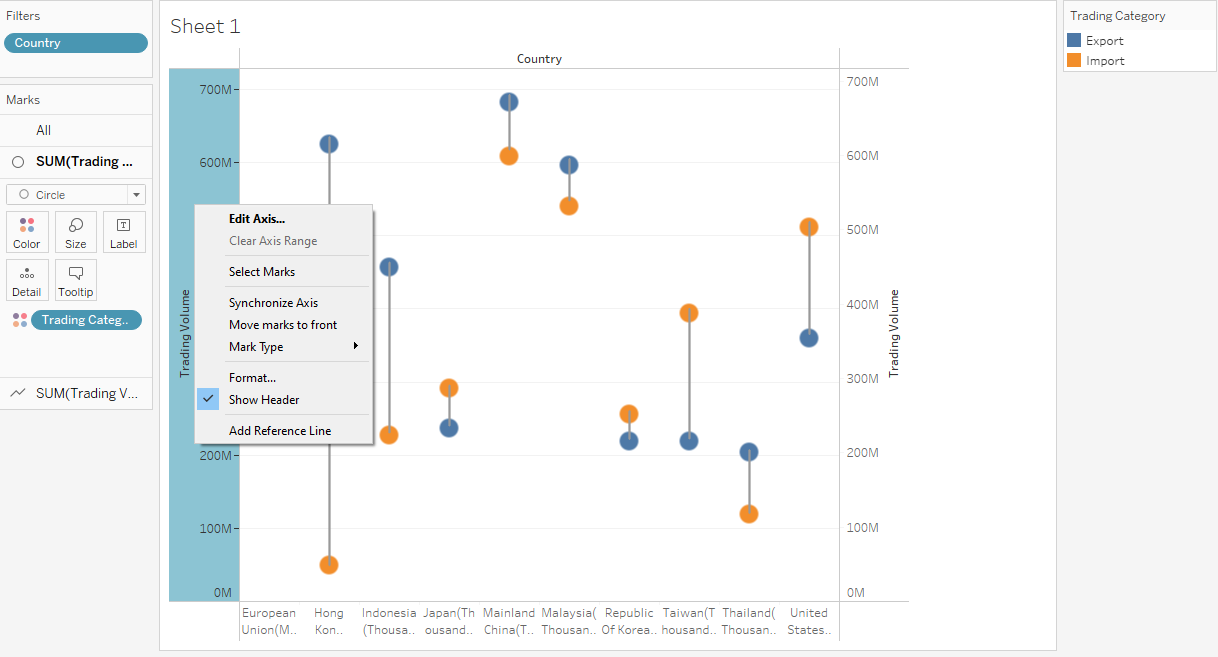 Filters
Country
Marks
All
SUM(Trading ...
Circle
Color
Size
Label
Detail
Tooltip
Trading Categ..
SUM(Trading V...
Sheet 1
Country
700M
600M
200M
100M
0M
Trading Volume
Edit Axis...
Clear Axis Range
Select Marks
Synchronize Axis
Move marks to front
Mark Type
Format...
Show Header
Add Reference Line
700M
600M
500M
400M
300M
200M
100M
0M
Trading Volume
European
Union(M..
Hong
Kon..
Indonesia
(Thousa..
Japan(Th
ousand..
Mainland
China(T..
Malaysia(
Thousan..
Republic
Of Korea..
Taiwan(T
housand..
Thailand(
Thousan..
United
States..
Trading Category
Export
Import